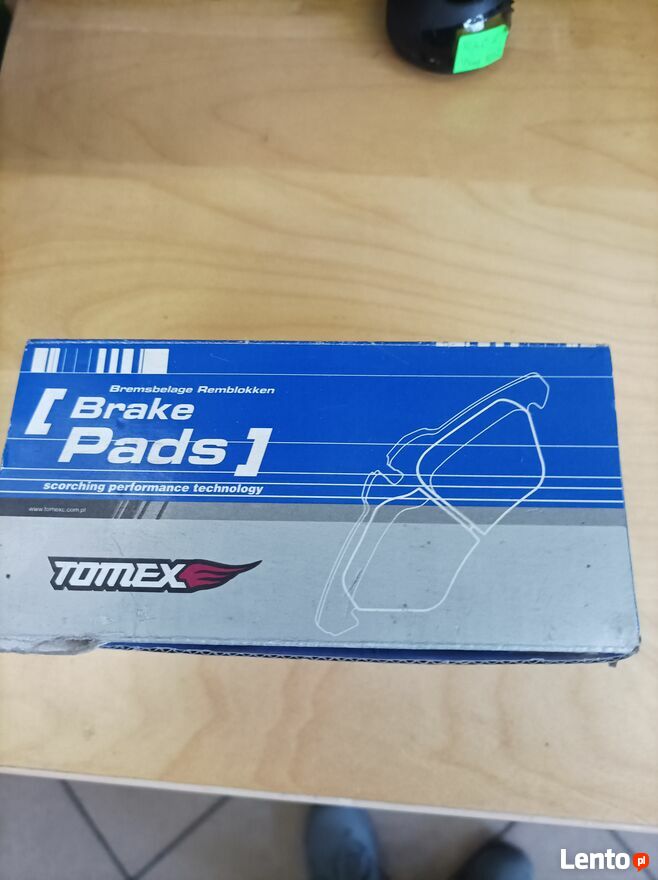 Bremsbelage Remblokken
[ Brake
Pads ]
scorching performance technology
www.tomexc.com.pl
TOMEX
Lento.pl